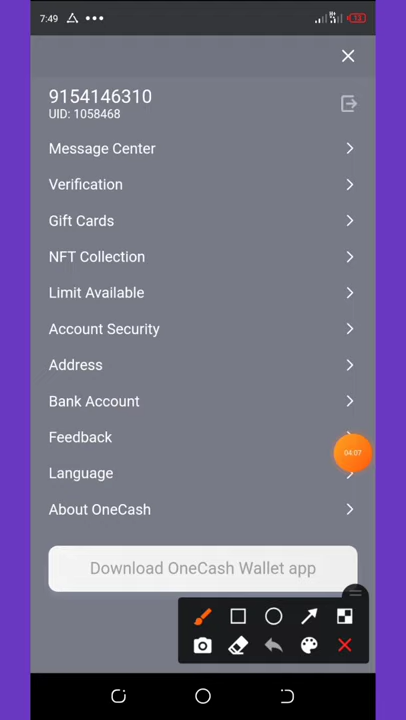 7:49
9154146310
UID: 1058468
Message Center
Verification
Gift Cards
NFT Collection
Limit Available
Account Security
Address
Bank Account
Feedback
04:07
Language
About OneCash
Download OneCash Wallet app